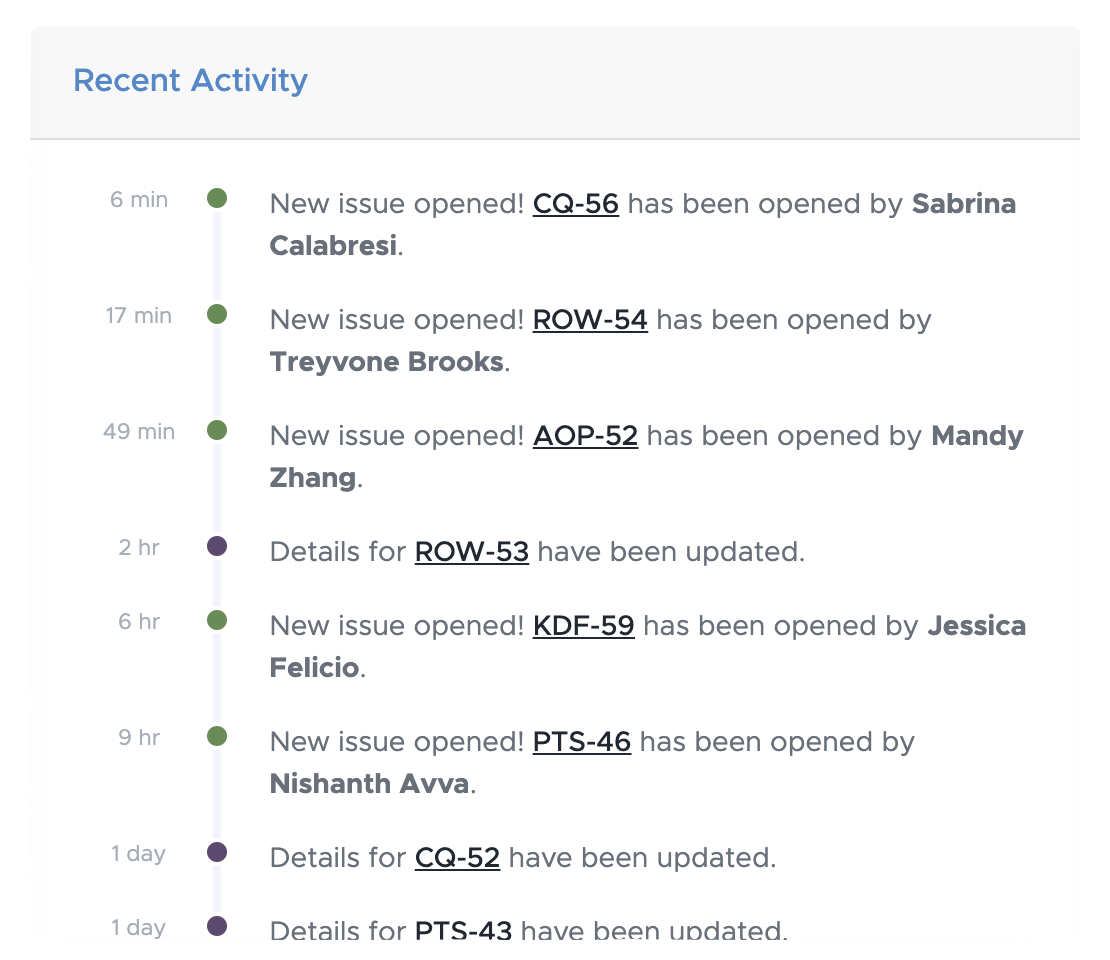 Recent Activity
6 min
New issue opened! CQ-56 has been opened by Sabrina
Calabresi.
17 min
New issue opened! ROW-54 has been opened by
Treyvone Brooks.
49 min
New issue opened! AOP-52 has been opened by Mandy
Zhang.
2 hr
Details for ROW-53 have been updated.
6 hr
New issue opened! KDF-59 has been opened by Jessica
Felicio.
9 hr
New issue opened! PTS-46 has been opened by
Nishanth Avva.
1 day
Details for CQ-52 have been updated.
1 day
Details for PTS-43 have been updated.